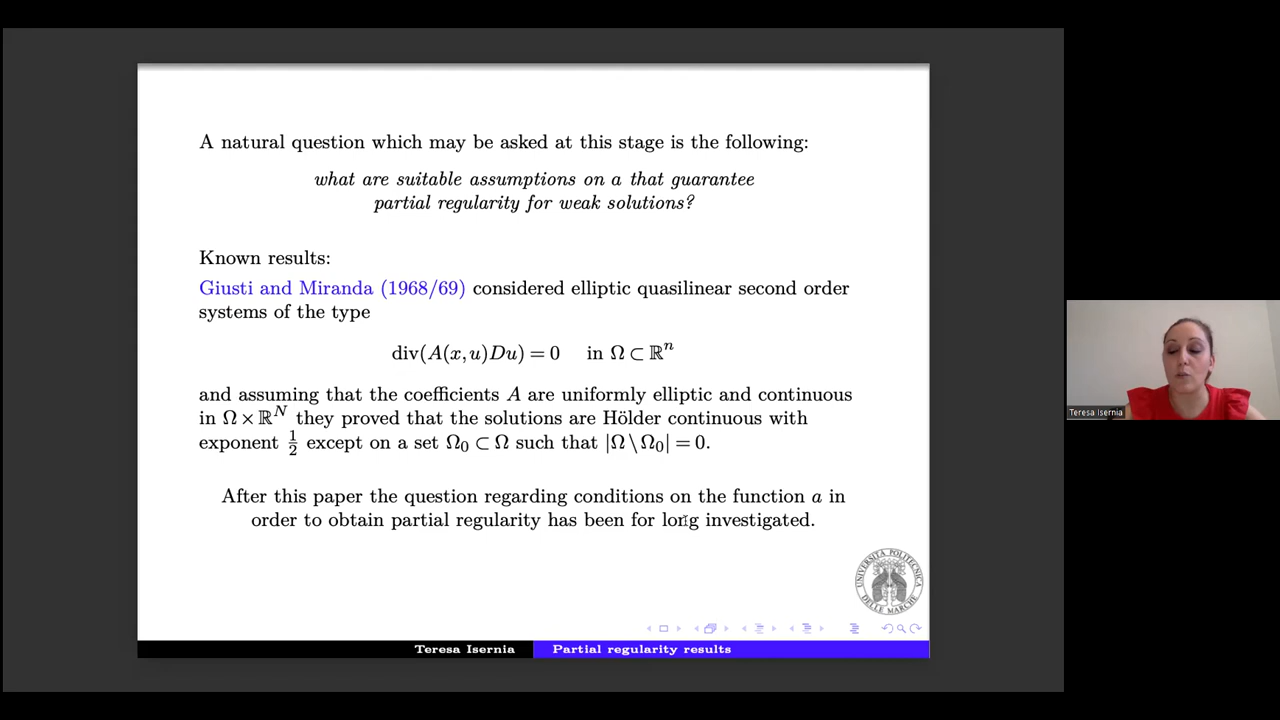 A natural question which may be asked at this stage is the following:
what are suitable assumptions on a that guarantee
partial regularity for weak solutions?
Known results:
Giusti and Miranda (1968/69) considered elliptic quasilinear second order
systems of the type
div(A(x, u)Du) = 0 in Ω ⊂ ℝⁿ
and assuming that the coefficients A are uniformly elliptic and continuous
in Ω × ℝᴺ they proved that the solutions are Hölder continuous with
exponent 1/2 except on a set Ω₀ ⊂ Ω such that |Ω \ Ω₀| = 0.
After this paper the question regarding conditions on the function a in
order to obtain partial regularity has been for long investigated.
UNIVERSITÀ POLITECNICA
DELLE MARCHE
Teresa Isernia Partial regularity results
Teresa Isernia